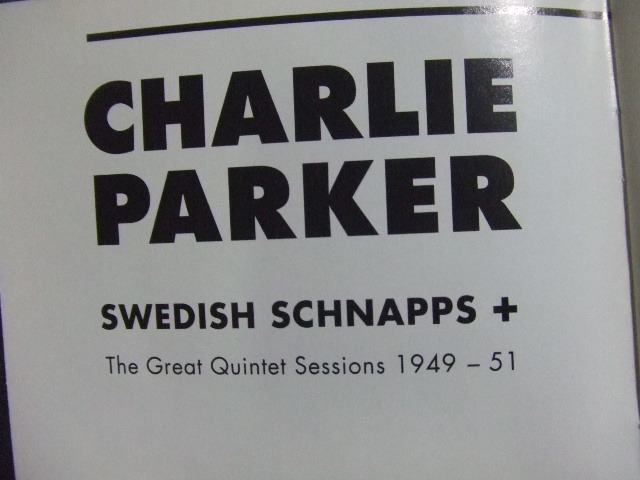 CHARLIE
PARKER
SWEDISH SCHNAPPS +
The Great Quintet Sessions 1949 – 51